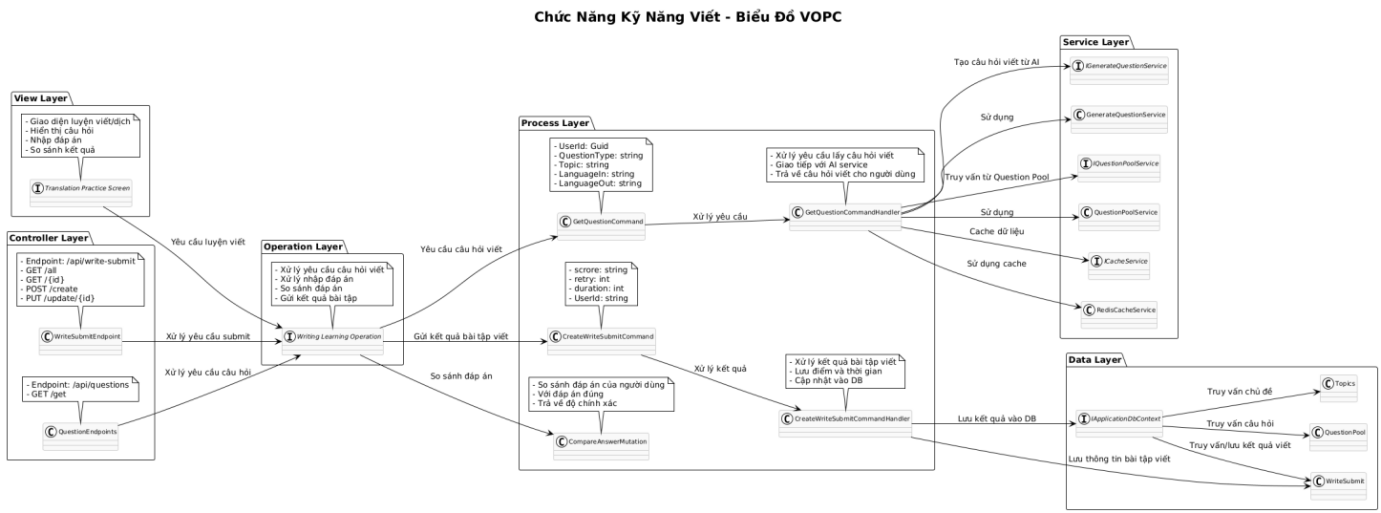 Chức Năng Kỹ Năng Viết - Biểu Đồ VOPC
View Layer
- Giao diện luyện viết/dịch
- Hiển thị câu hỏi
- Nhập đáp án
- So sánh kết quả
I Translation Practice Screen
Controller Layer
- Endpoint: /api/write-submit
- GET /all
- GET /{id}
- POST /create
- PUT /update/{id}
C WriteSubmitEndpoint
- Endpoint: /api/questions
- GET /get
C QuestionEndpoints
Yêu cầu luyện viết
Xử lý yêu cầu submit
Xử lý yêu cầu câu hỏi
Operation Layer
- Xử lý yêu cầu câu hỏi viết
- Xử lý nhập đáp án
- So sánh đáp án
- Gửi kết quả bài tập
I Writing Learning Operation
Yêu cầu câu hỏi viết
Gửi kết quả bài tập viết
So sánh đáp án
Process Layer
- UserId: Guid
- QuestionType: string
- Topic: string
- LanguageIn: string
- LanguageOut: string
C GetQuestionCommand
Xử lý yêu cầu
- Xử lý yêu cầu lấy câu hỏi viết
- Giao tiếp với AI service
- Trả về câu hỏi viết cho người dùng
C GetQuestionCommandHandler
- scrore: string
- retry: int
- duration: int
- UserId: string
C CreateWriteSubmitCommand
Xử lý kết quả
- So sánh đáp án của người dùng
- Với đáp án đúng
- Trả về độ chính xác
C CompareAnswerMutation
- Xử lý kết quả bài tập viết
- Lưu điểm và thời gian
- Cập nhật vào DB
C CreateWriteSubmitCommandHandler
Tạo câu hỏi viết từ AI
Sử dụng
Truy vấn từ Question Pool
Sử dụng
Cache dữ liệu
Sử dụng cache
Service Layer
I IGenerateQuestionService
C GenerateQuestionService
I IQuestionPoolService
C QuestionPoolService
I ICacheService
C RedisCacheService
Lưu kết quả vào DB
Lưu thông tin bài tập viết
Data Layer
I IApplicationDbContext
Truy vấn chủ đề
Truy vấn câu hỏi
Truy vấn/lưu kết quả viết
C Topics
C QuestionPool
C WriteSubmit